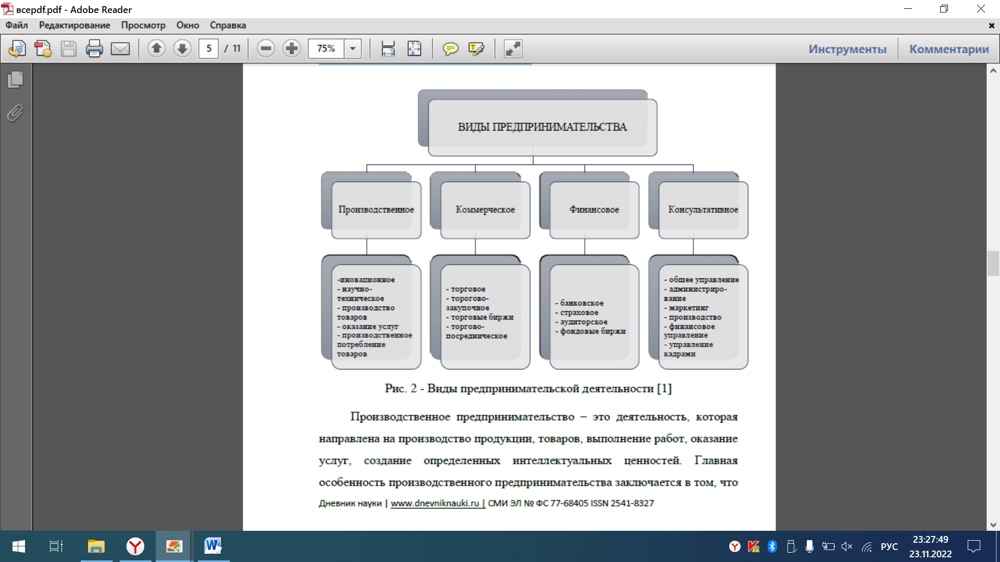 всеpdf.pdf - Adobe Reader
Файл Редактирование Просмотр Окно Справка
5 / 11 75% Инструменты Комментарии
ВИДЫ ПРЕДПРИНИМАТЕЛЬСТВА
Производственное
Коммерческое
Финансовое
Консультативное
-иновационное
- научно-
техническое
- производство
товаров
- оказание услуг
- производственное
потребление
товаров
- торговое
- торогово-
закупочное
- торговые биржи
- торгово-
посредническое
- банковское
- страховое
- аудиторское
- фондовые биржи
- общее управление
- администриро-
вание
- маркетинг
- производство
- финансовое
управление
- управление
кадрами
Рис. 2 - Виды предпринимательской деятельности [1]
Производственное предпринимательство – это деятельность, которая
направлена на производство продукции, товаров, выполнение работ, оказание
услуг, создание определенных интеллектуальных ценностей. Главная
особенность производственного предпринимательства заключается в том, что
Дневник науки | www.dnevniknauki.ru | СМИ ЭЛ № ФС 77-68405 ISSN 2541-8327
РУС
23:27:49
23.11.2022